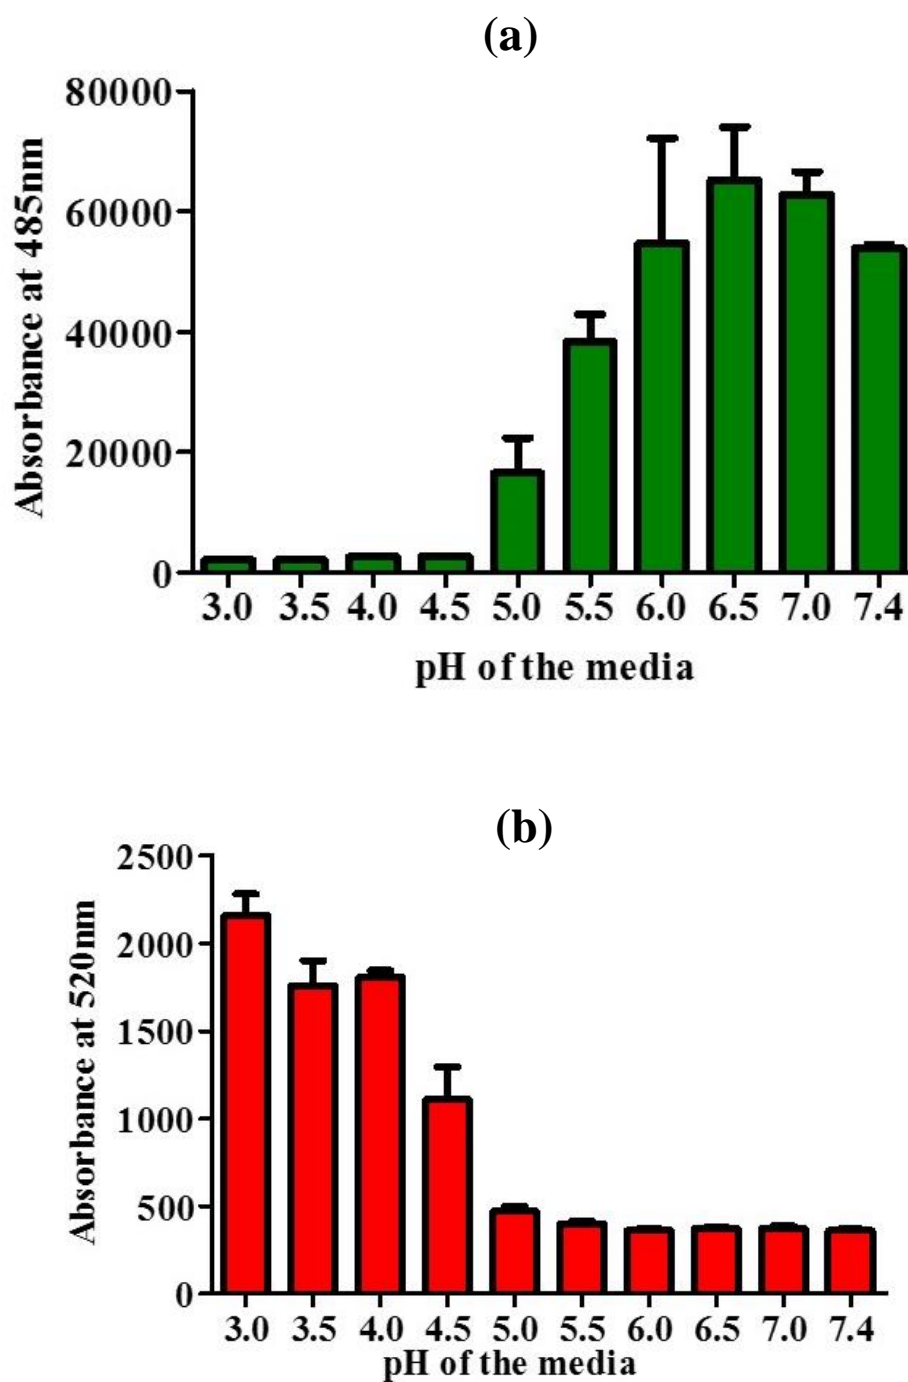 (a)
80000
60000
40000
20000
0
Absorbance at 485nm
3.0 3.5 4.0 4.5 5.0 5.5 6.0 6.5 7.0 7.4
pH of the media
(b)
2500
2000
1500
1000
500
0
Absorbance at 520nm
3.0 3.5 4.0 4.5 5.0 5.5 6.0 6.5 7.0 7.4
pH of the media